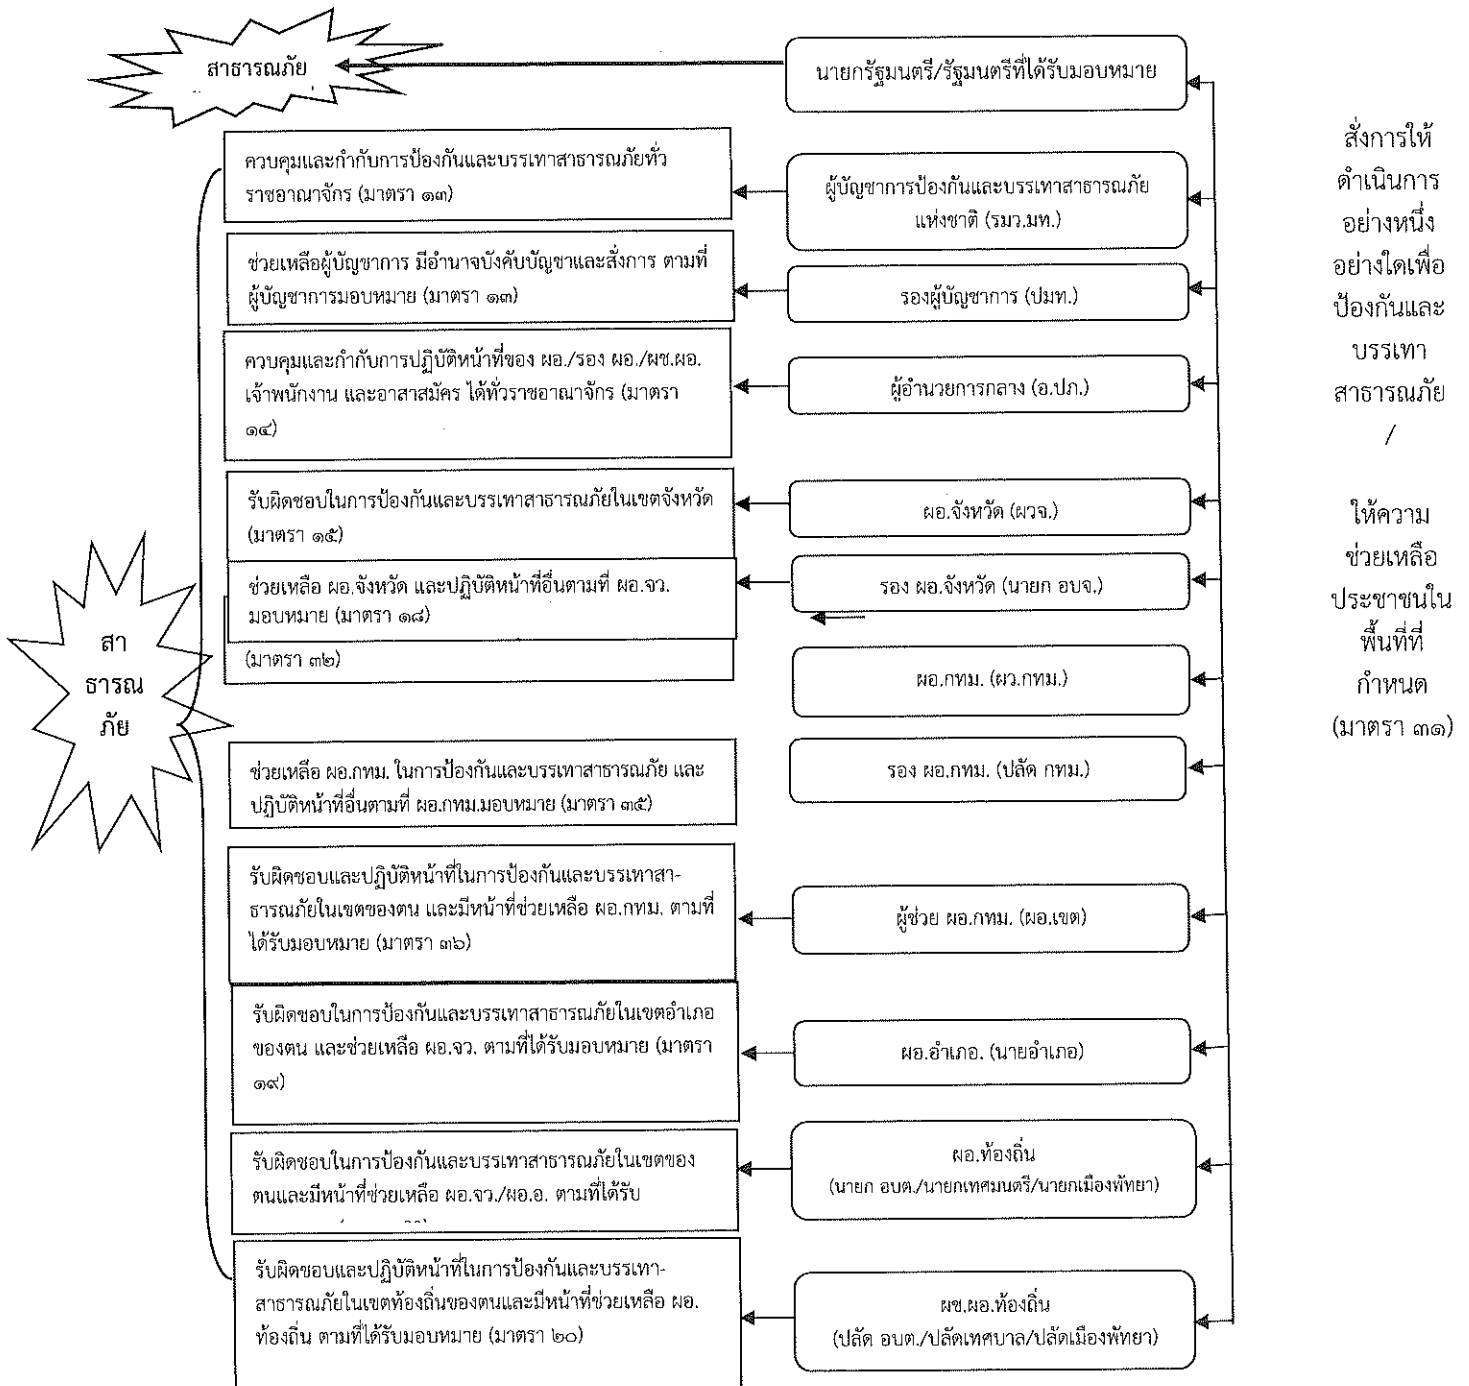 สาธารณภัย
นายกรัฐมนตรี/รัฐมนตรีที่ได้รับมอบหมาย
ควบคุมและกำกับการป้องกันและบรรเทาสาธารณภัยทั่ว
ราชอาณาจักร (มาตรา ๑๓)
ผู้บัญชาการป้องกันและบรรเทาสาธารณภัย
แห่งชาติ (รมว.มท.)
ช่วยเหลือผู้บัญชาการ มีอำนาจบังคับบัญชาและสั่งการ ตามที่
ผู้บัญชาการมอบหมาย (มาตรา ๑๓)
รองผู้บัญชาการ (ปมท.)
ควบคุมและกำกับการปฏิบัติหน้าที่ของ ผอ./รอง ผอ./ผช.ผอ.
เจ้าพนักงาน และอาสาสมัคร ได้ทั่วราชอาณาจักร (มาตรา
๑๔)
ผู้อำนวยการกลาง (อ.ปภ.)
รับผิดชอบในการป้องกันและบรรเทาสาธารณภัยในเขตจังหวัด
(มาตรา ๑๕)
ผอ.จังหวัด (ผวจ.)
ช่วยเหลือ ผอ.จังหวัด และปฏิบัติหน้าที่อื่นตามที่ ผอ.จว.
มอบหมาย (มาตรา ๑๘)
รอง ผอ.จังหวัด (นายก อบจ.)
(มาตรา ๓๒)
ผอ.กทม. (ผว.กทม.)
ช่วยเหลือ ผอ.กทม. ในการป้องกันและบรรเทาสาธารณภัย และ
ปฏิบัติหน้าที่อื่นตามที่ ผอ.กทม.มอบหมาย (มาตรา ๓๕)
รอง ผอ.กทม. (ปลัด กทม.)
รับผิดชอบและปฏิบัติหน้าที่ในการป้องกันและบรรเทาสา-
ธารณภัยในเขตของตน และมีหน้าที่ช่วยเหลือ ผอ.กทม. ตามที่
ได้รับมอบหมาย (มาตรา ๓๖)
ผู้ช่วย ผอ.กทม. (ผอ.เขต)
รับผิดชอบในการป้องกันและบรรเทาสาธารณภัยในเขตอำเภอ
ของตน และช่วยเหลือ ผอ.จว. ตามที่ได้รับมอบหมาย (มาตรา
๑๙)
ผอ.อำเภอ. (นายอำเภอ)
รับผิดชอบในการป้องกันและบรรเทาสาธารณภัยในเขตของ
ตนและมีหน้าที่ช่วยเหลือ ผอ.จว./ผอ.อ. ตามที่ได้รับ
ผอ.ท้องถิ่น
(นายก อบต./นายกเทศมนตรี/นายกเมืองพัทยา)
รับผิดชอบและปฏิบัติหน้าที่ในการป้องกันและบรรเทา-
สาธารณภัยในเขตท้องถิ่นของตนและมีหน้าที่ช่วยเหลือ ผอ.
ท้องถิ่น ตามที่ได้รับมอบหมาย (มาตรา ๒๐)
ผช.ผอ.ท้องถิ่น
(ปลัด อบต./ปลัดเทศบาล/ปลัดเมืองพัทยา)
สา
ธารณ
ภัย
สั่งการให้
ดำเนินการ
อย่างหนึ่ง
อย่างใดเพื่อ
ป้องกันและ
บรรเทา
สาธารณภัย
/
ให้ความ
ช่วยเหลือ
ประชาชนใน
พื้นที่ที่
กำหนด
(มาตรา ๓๑)